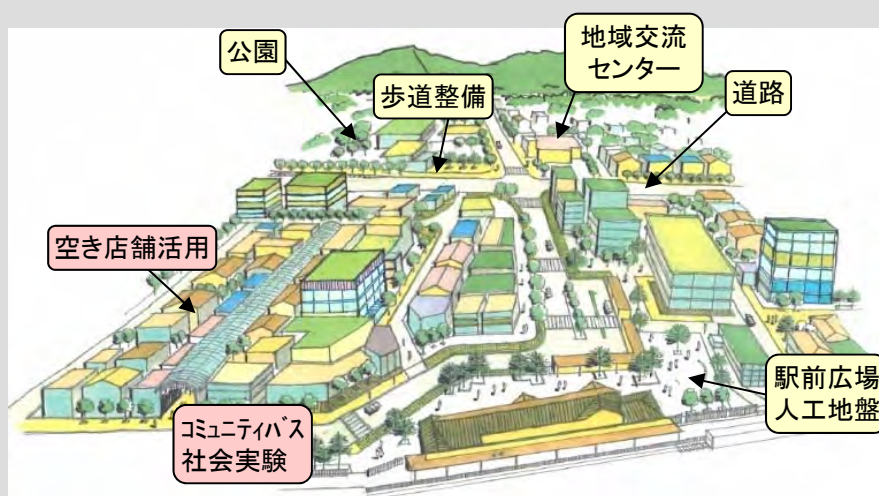 公園
地域交流
センター
歩道整備
道路
空き店舗活用
駅前広場
人工地盤
コミュニティバス
社会実験